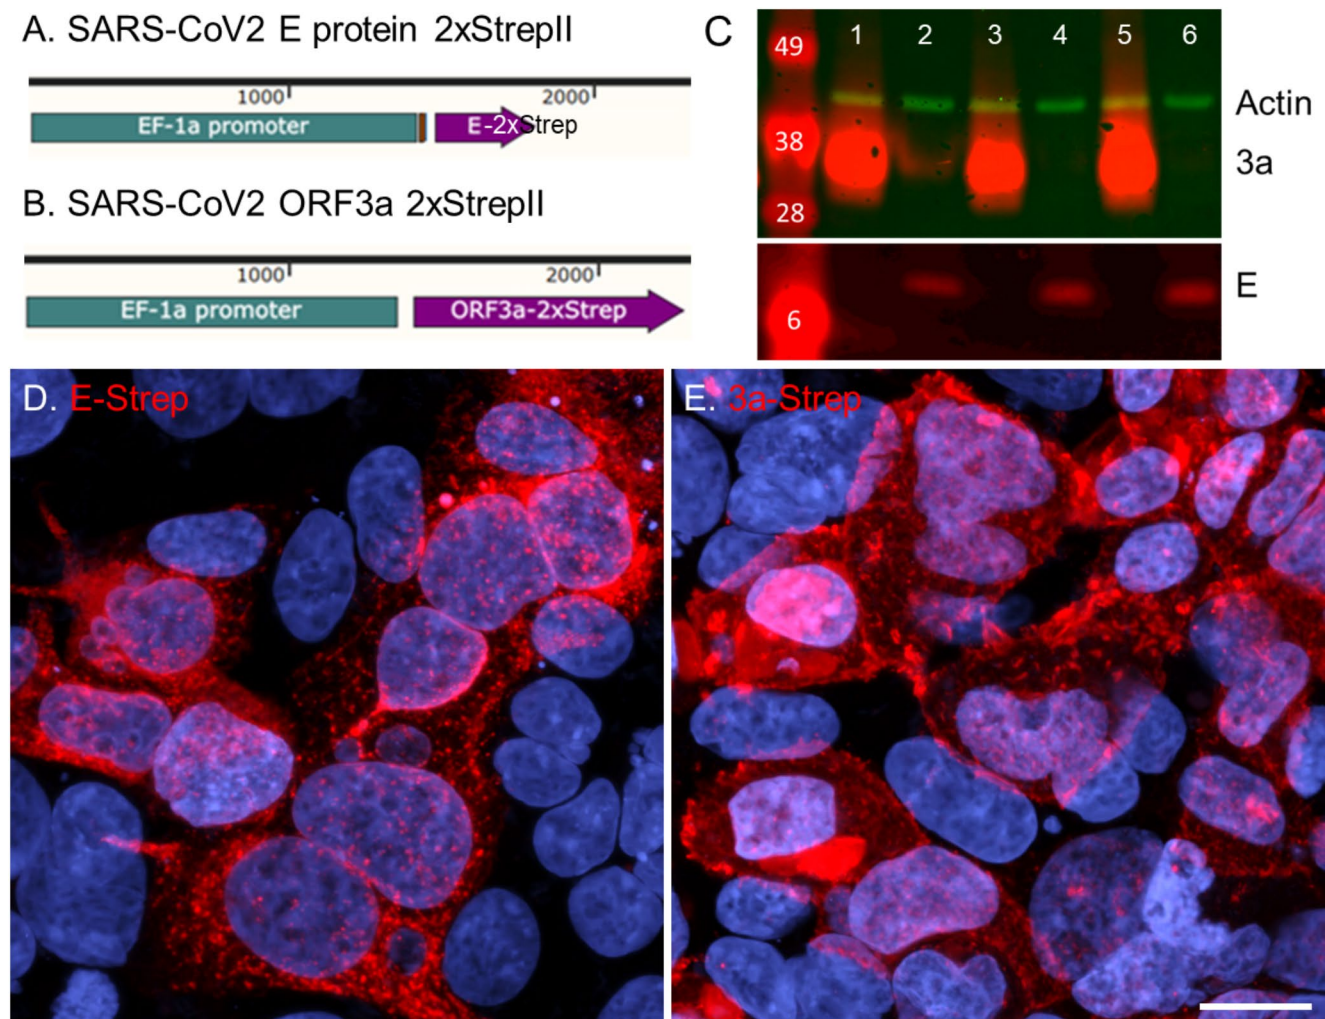 A. SARS-CoV2 E protein 2xStrepII
1000
2000
EF-1a promoter
E-2xStrep
B. SARS-CoV2 ORF3a 2xStrepII
1000
2000
EF-1a promoter
ORF3a-2xStrep
C
1 2 3 4 5 6
49
Actin
38
3a
28
E
6
D. E-Strep
E. 3a-Strep